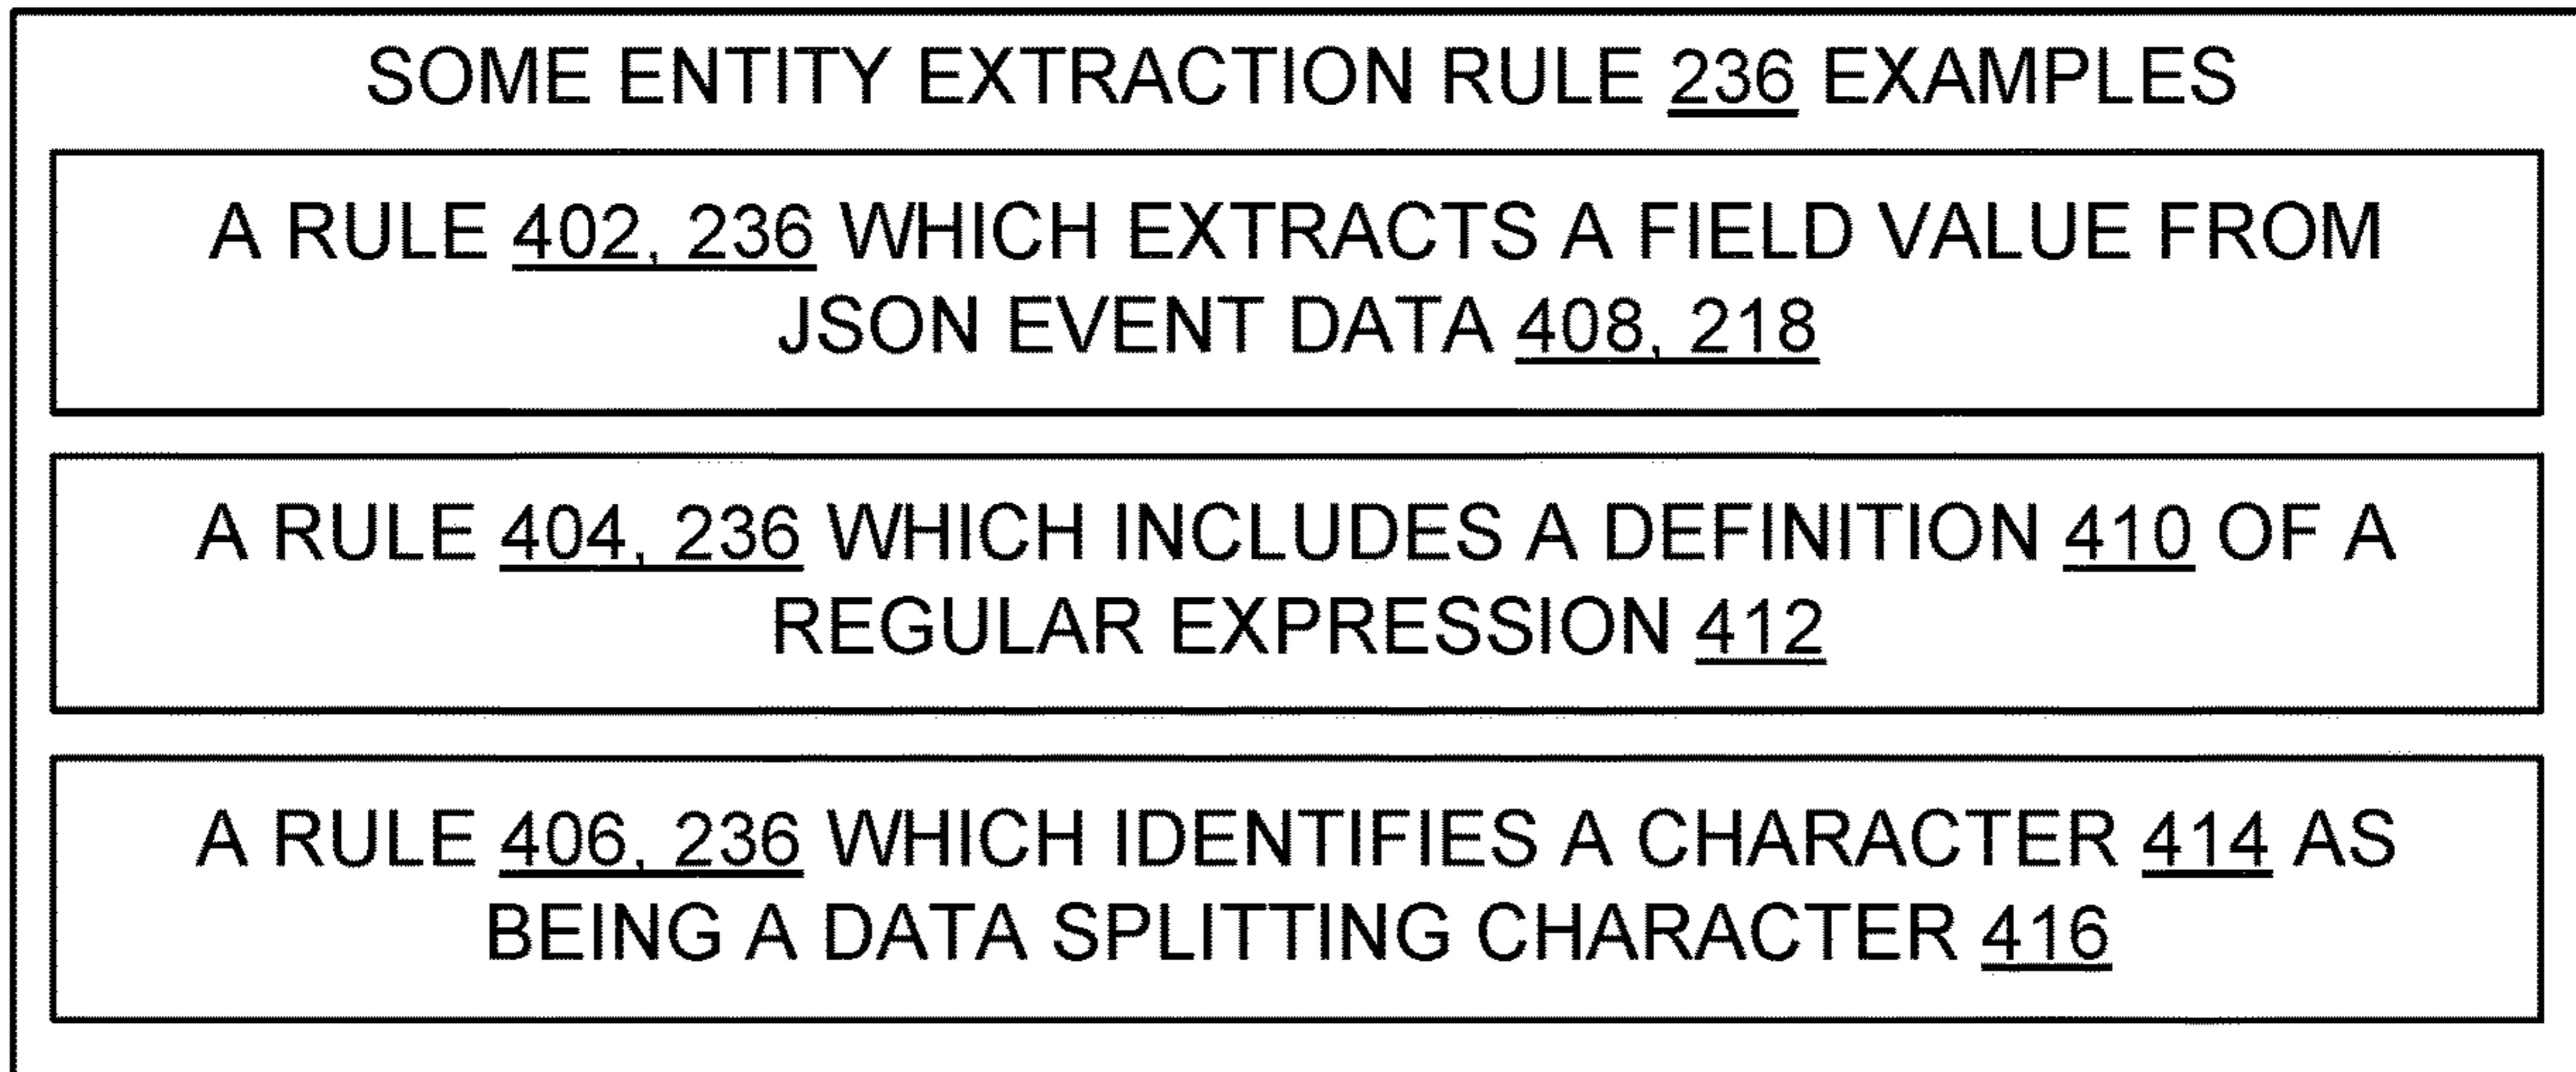 SOME ENTITY EXTRACTION RULE 236 EXAMPLES
A RULE 402, 236 WHICH EXTRACTS A FIELD VALUE FROM
JSON EVENT DATA 408, 218
A RULE 404, 236 WHICH INCLUDES A DEFINITION 410 OF A
REGULAR EXPRESSION 412
A RULE 406, 236 WHICH IDENTIFIES A CHARACTER 414 AS
BEING A DATA SPLITTING CHARACTER 416